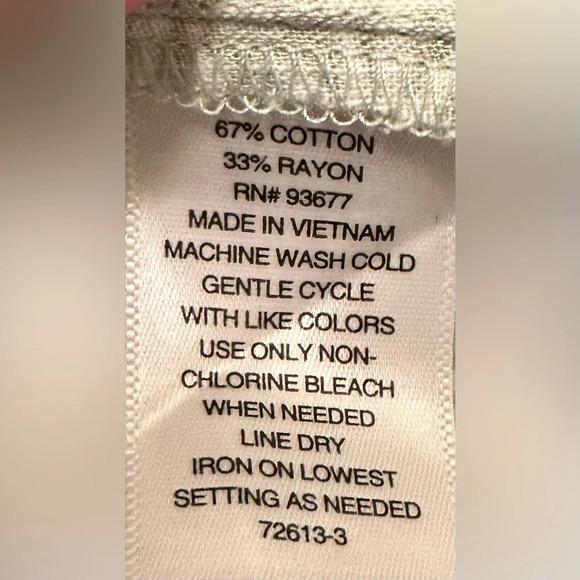 67% COTTON
33% RAYON
RN# 93677
MADE IN VIETNAM
MACHINE WASH COLD
GENTLE CYCLE
WITH LIKE COLORS
USE ONLY NON-
CHLORINE BLEACH
WHEN NEEDED
LINE DRY
IRON ON LOWEST
SETTING AS NEEDED
72613-3